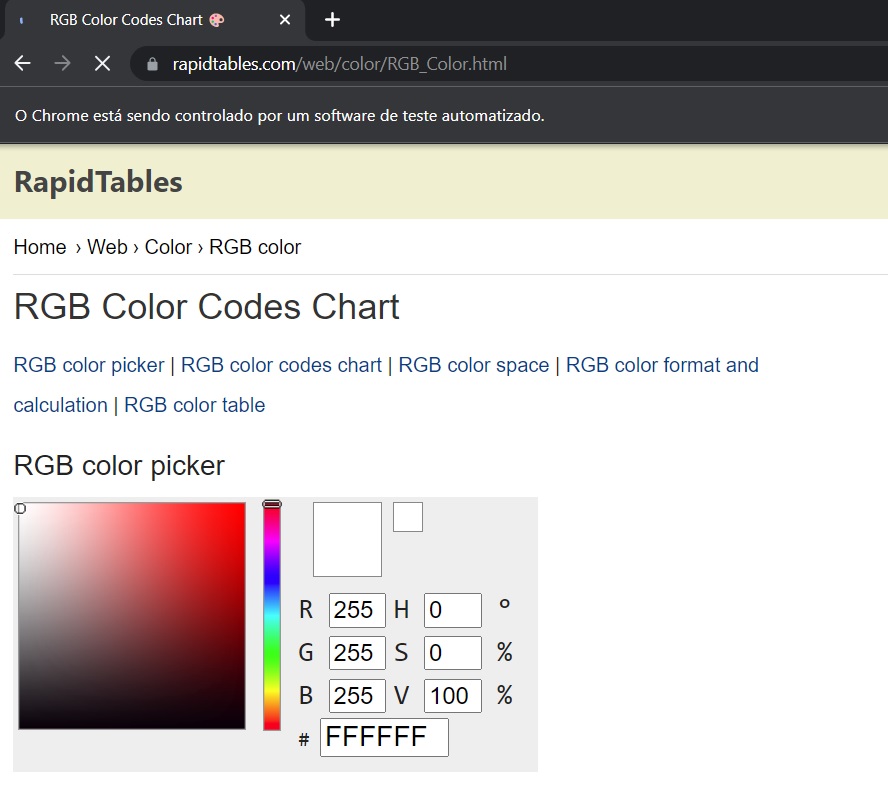 RGB Color Codes Chart 🎨
rapidtables.com/web/color/RGB_Color.html
O Chrome está sendo controlado por um software de teste automatizado.
RapidTables
Home › Web › Color › RGB color
RGB Color Codes Chart
RGB color picker | RGB color codes chart | RGB color space | RGB color format and
calculation | RGB color table
RGB color picker
R 255 H 0 °
G 255 S 0 %
B 255 V 100 %
# FFFFFF